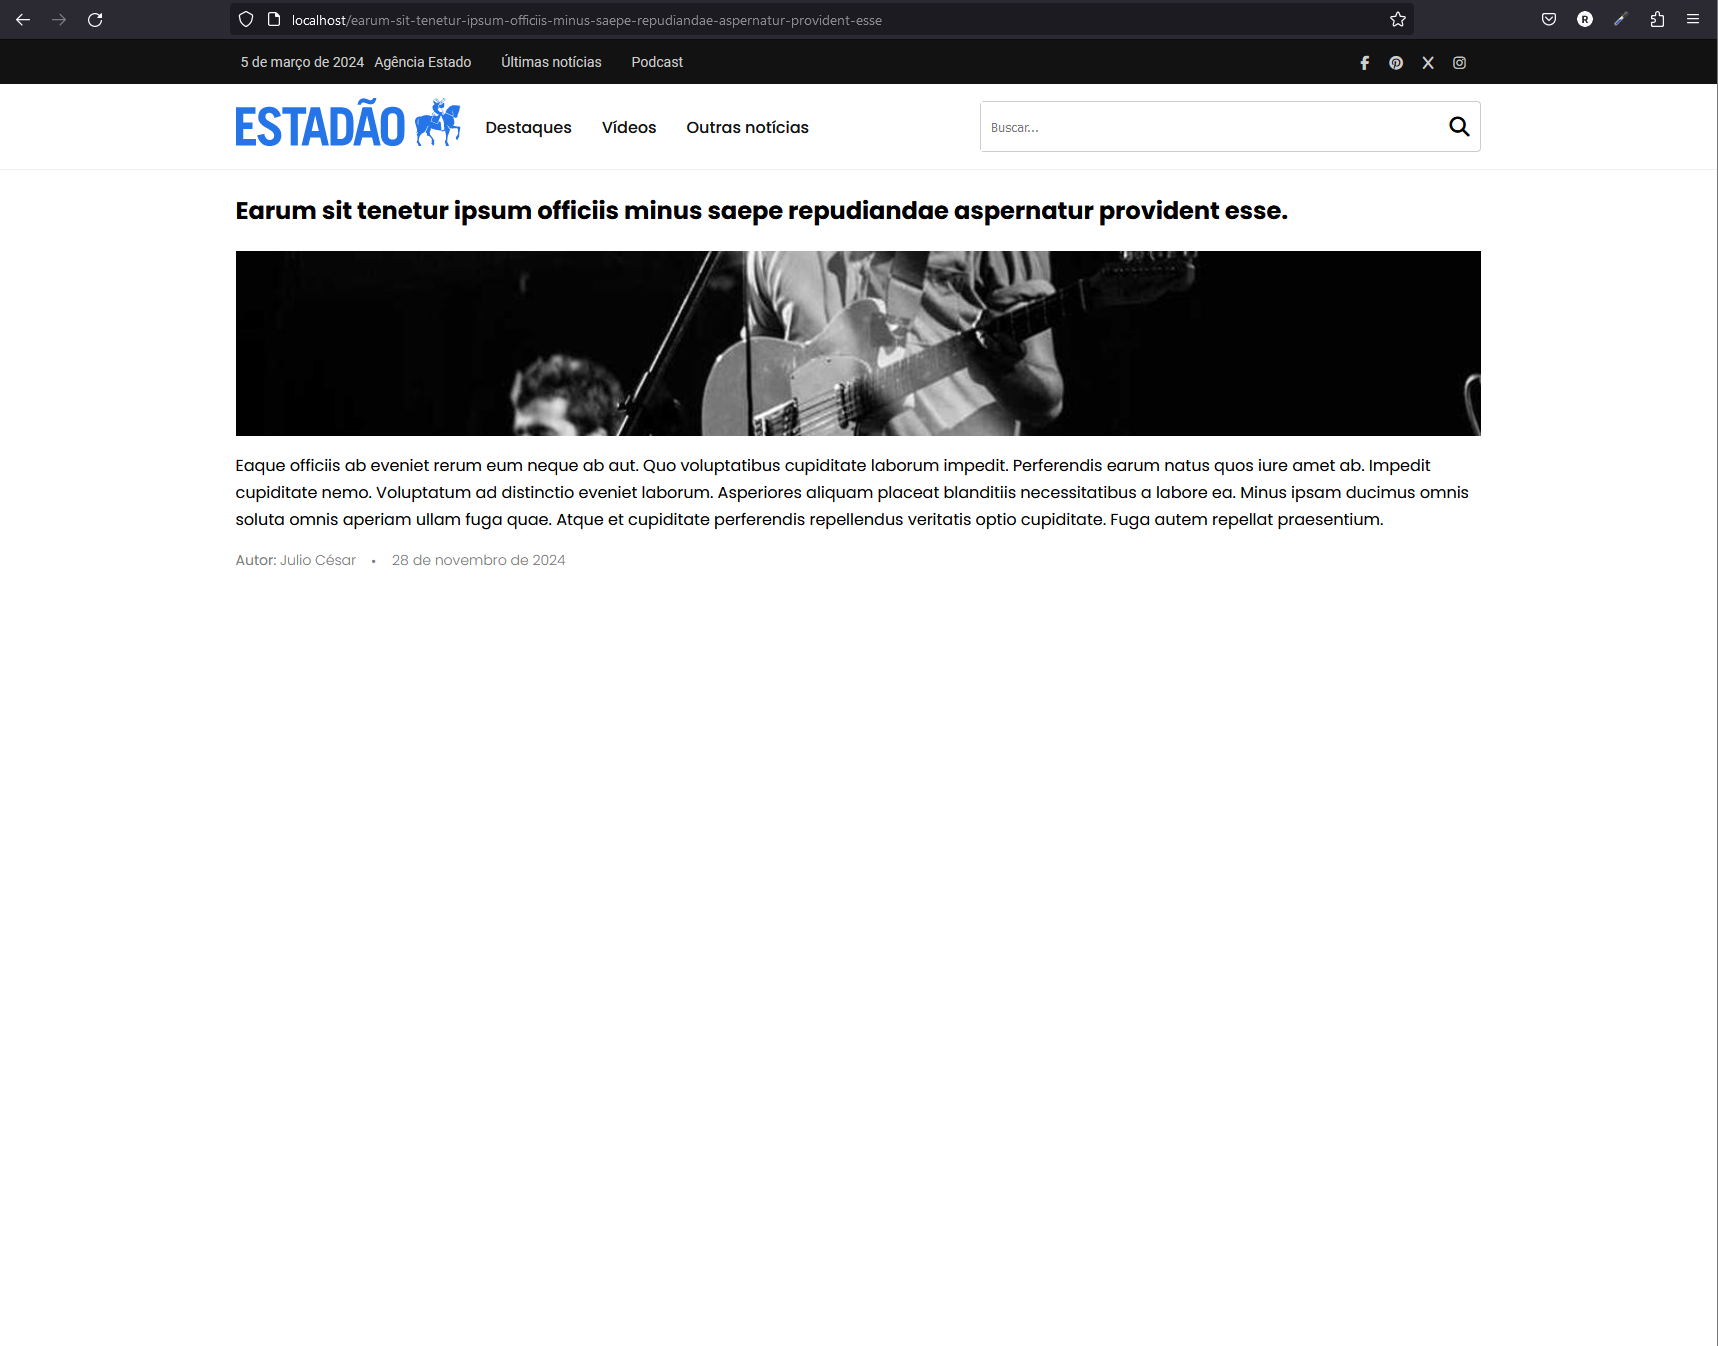 localhost/earum-sit-tenetur-ipsum-officiis-minus-saepe-repudiandae-aspernatur-provident-esse
R
5 de março de 2024 Agência Estado Últimas notícias Podcast
ESTADÃO Destaques Vídeos Outras notícias Buscar...
Earum sit tenetur ipsum officiis minus saepe repudiandae aspernatur provident esse.
Eaque officiis ab eveniet rerum eum neque ab aut. Quo voluptatibus cupiditate laborum impedit. Perferendis earum natus quos iure amet ab. Impedit
cupiditate nemo. Voluptatum ad distinctio eveniet laborum. Asperiores aliquam placeat blanditiis necessitatibus a labore ea. Minus ipsam ducimus omnis
soluta omnis aperiam ullam fuga quae. Atque et cupiditate perferendis repellendus veritatis optio cupiditate. Fuga autem repellat praesentium.
Autor: Julio César • 28 de novembro de 2024